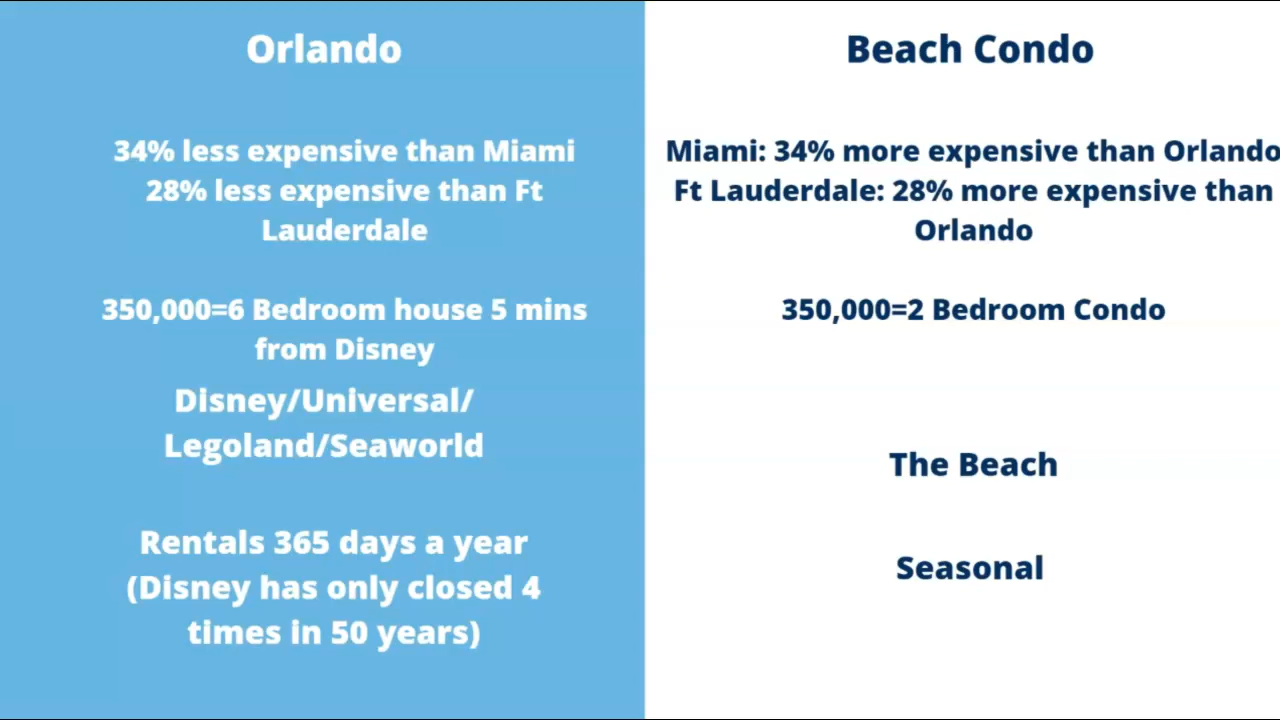 Orlando
34% less expensive than Miami
28% less expensive than Ft
Lauderdale
350,000=6 Bedroom house 5 mins
from Disney
Disney/Universal/
Legoland/Seaworld
Rentals 365 days a year
(Disney has only closed 4
times in 50 years)
Beach Condo
Miami: 34% more expensive than Orlando
Ft Lauderdale: 28% more expensive than
Orlando
350,000=2 Bedroom Condo
The Beach
Seasonal